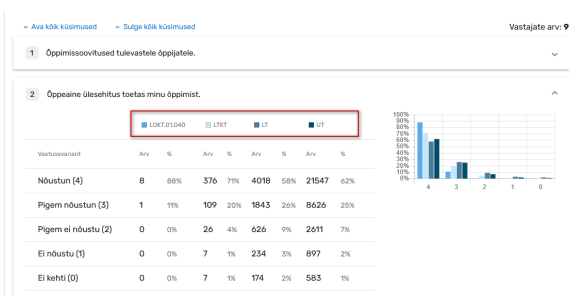 Ava kõik küsimused Sulge kõik küsimused Vastajate arv: 9
1 Õppimissoovitused tulevastele õppijatele.
2 Õppeaine ülesehitus toetas minu õppimist.
LOKT.01.040 LTKT LT UT
Vastusevariant Arv % Arv % Arv % Arv %
Nõustun (4) 8 88% 376 71% 4018 58% 21547 62%
Pigem nõustun (3) 1 11% 109 20% 1843 26% 8626 25%
Pigem ei nõustu (2) 0 0% 26 4% 626 9% 2611 7%
Ei nõustu (1) 0 0% 7 1% 234 3% 897 2%
Ei kehti (0) 0 0% 7 1% 174 2% 583 1%
100%
90%
80%
70%
60%
50%
40%
30%
20%
10%
0%
4 3 2 1 0